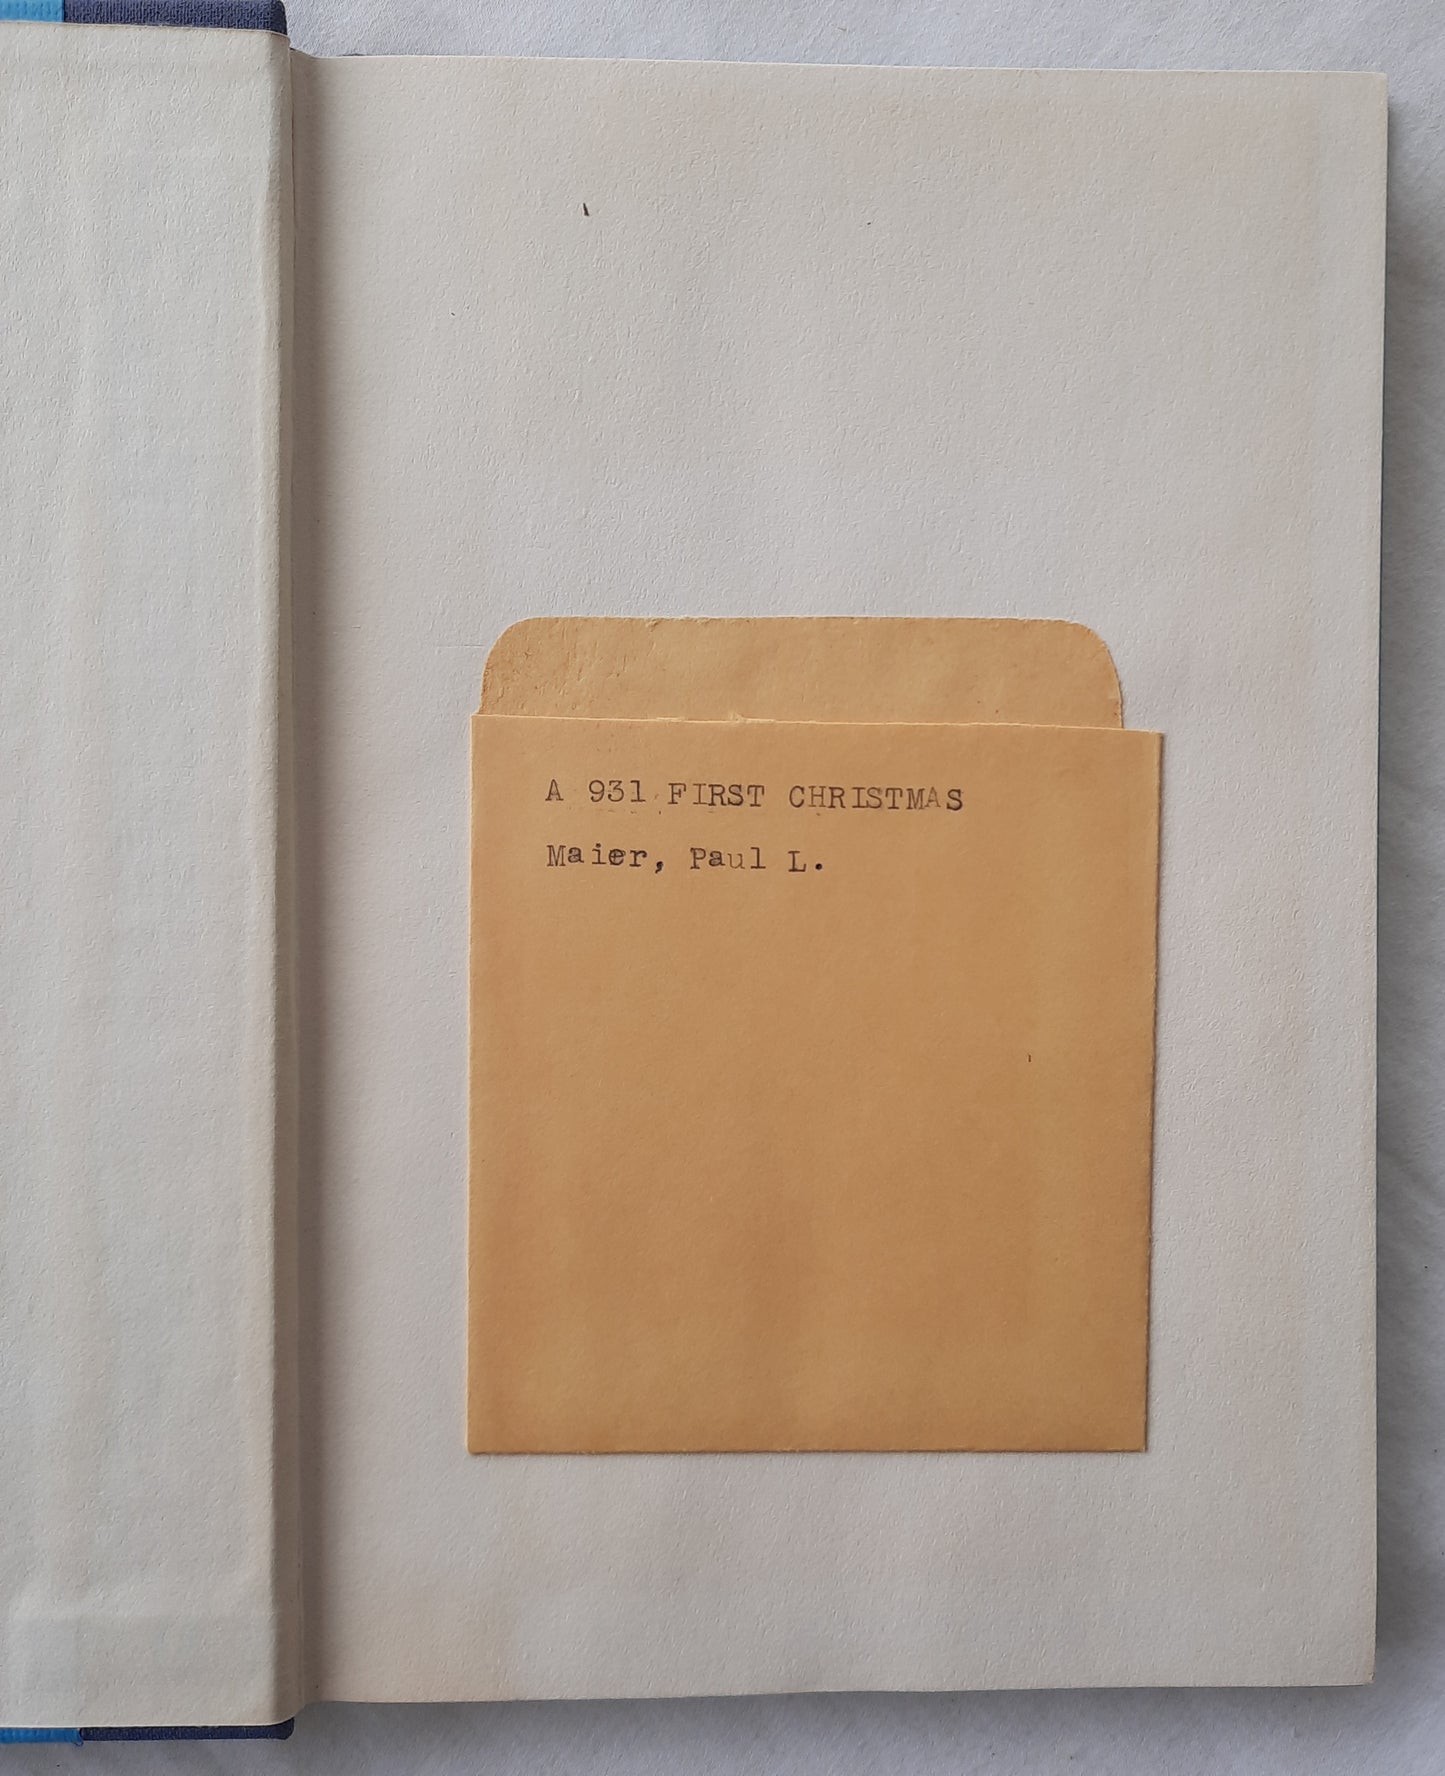 A 931 FIRST CHRISTMAS
Maier, Paul L.